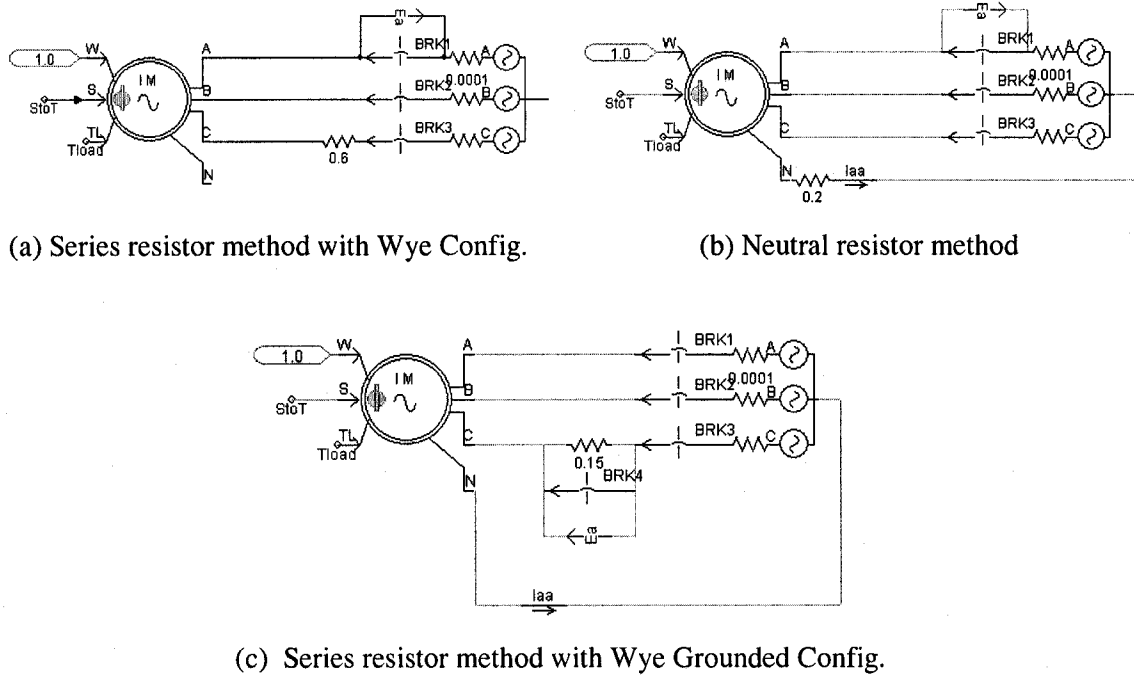 Ea
A
BRK1
A
W
1.0
IM
S
StoT
B
BRK2
0.0001
B
TL
Tload
C
BRK3
C
0.6
N
Ea
A
BRK1
A
W
1.0
IM
S
StoT
B
BRK2
0.0001
B
TL
Tload
C
BRK3
C
N
Iaa
0.2
(a) Series resistor method with Wye Config.
(b) Neutral resistor method
A
BRK1
A
W
1.0
IM
S
StoT
B
BRK2
0.0001
B
TL
Tload
C
BRK3
C
0.15
N
BRK4
Ea
Iaa
(c) Series resistor method with Wye Grounded Config.